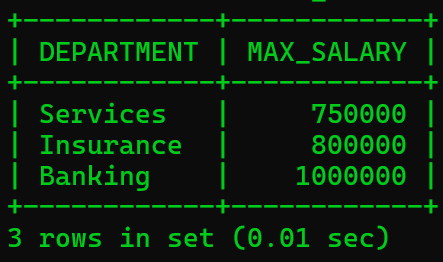 +------------+------------+
| DEPARTMENT | MAX_SALARY |
+------------+------------+
| Services   |     750000 |
| Insurance  |     800000 |
| Banking    |    1000000 |
+------------+------------+
3 rows in set (0.01 sec)